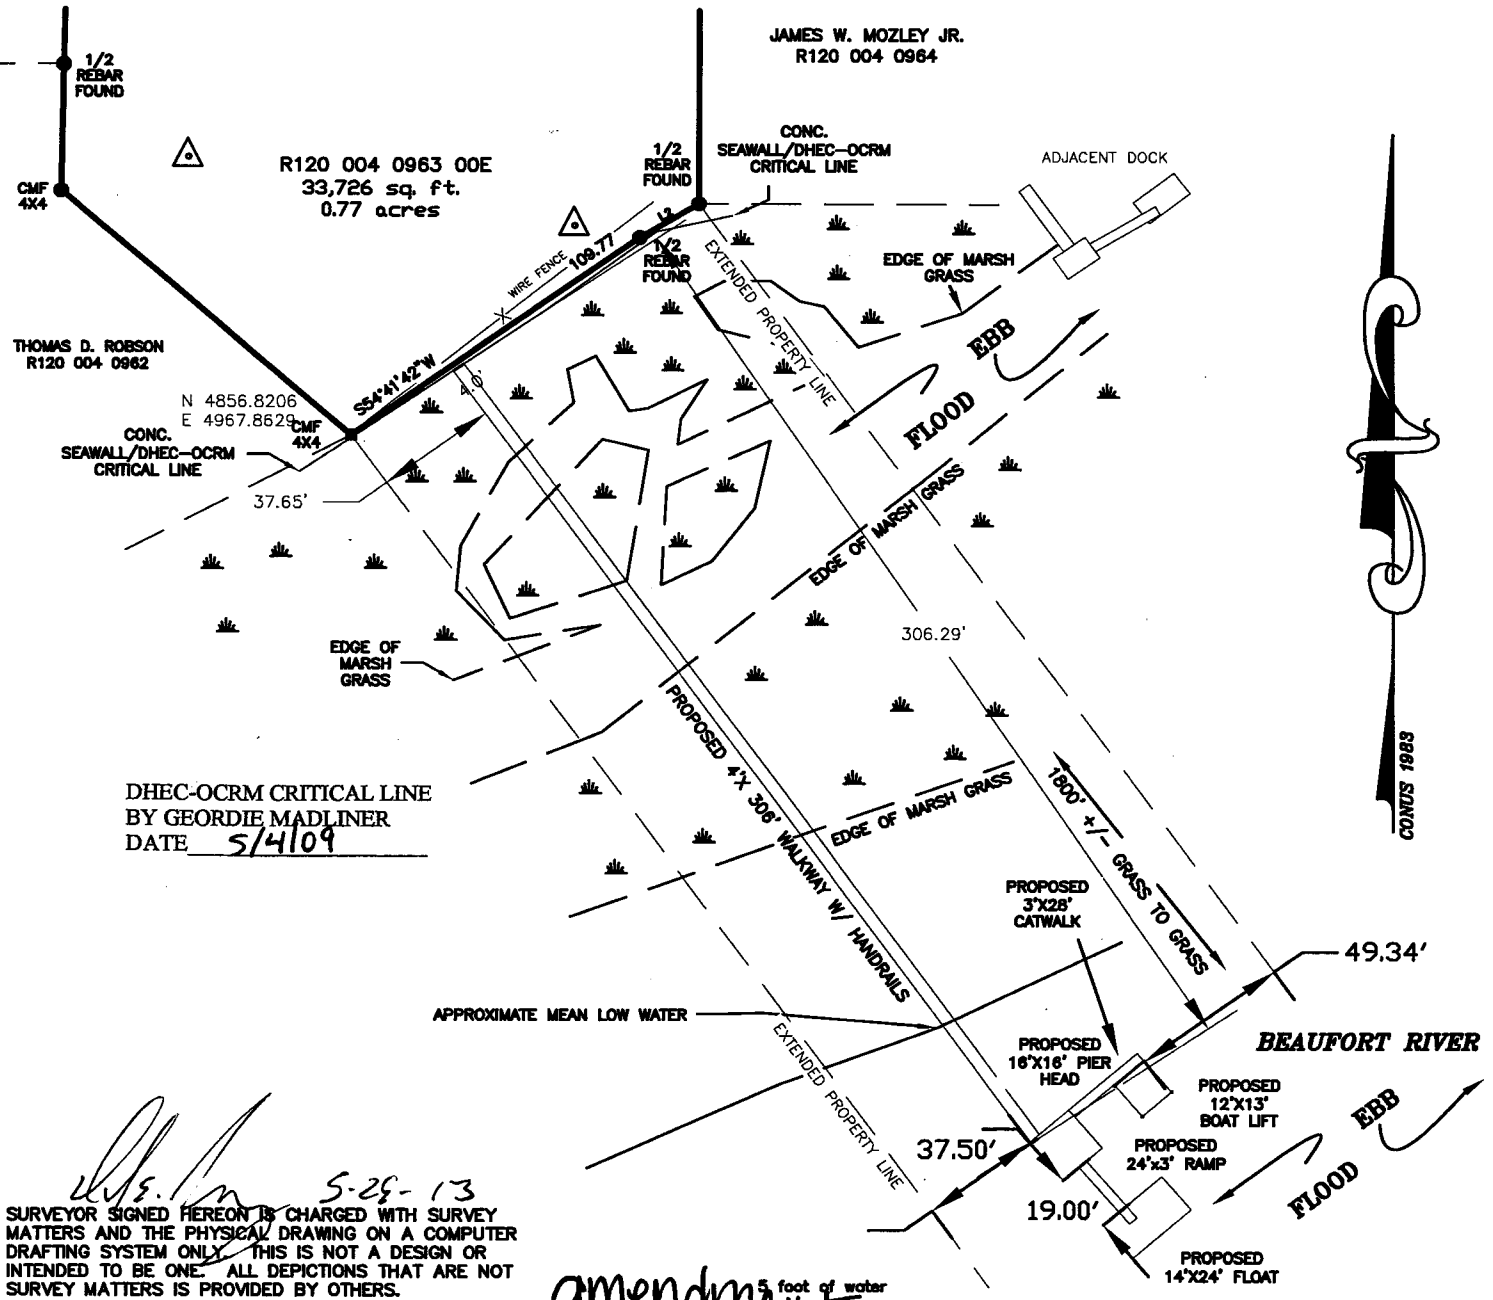 JAMES W. MOZLEY JR.
R120 004 0964
1/2
REBAR
FOUND
CMF
4X4
R120 004 0963 00E
33,726 sq. ft.
0.77 acres
1/2
REBAR
FOUND
CONC.
SEAWALL/DHEC-OCRM
CRITICAL LINE
ADJACENT DOCK
L2
1/2
REBAR
FOUND
WIRE FENCE
109.77
S54°41'42"W
EXTENDED PROPERTY LINE
EDGE OF MARSH
GRASS
EBB
FLOOD
THOMAS D. ROBSON
R120 004 0962
N 4856.8206
E 4967.8629
CMF
4X4
CONC.
SEAWALL/DHEC-OCRM
CRITICAL LINE
4.0'
37.65'
EDGE OF MARSH GRASS
306.29'
EDGE OF
MARSH
GRASS
PROPOSED 4'X 306' WALKWAY W/ HANDRAILS
EDGE OF MARSH GRASS
1800' +/- GRASS TO GRASS
CONUS 1983
DHEC-OCRM CRITICAL LINE
BY GEORDIE MADLINER
DATE 5/4/09
PROPOSED
3'X28'
CATWALK
49.34'
APPROXIMATE MEAN LOW WATER
BEAUFORT RIVER
PROPOSED
16'X16' PIER
HEAD
PROPOSED
12'X13'
BOAT LIFT
EXTENDED PROPERTY LINE
37.50'
PROPOSED
24'x3' RAMP
EBB
FLOOD
19.00'
PROPOSED
14'X24' FLOAT
5-29-13
SURVEYOR SIGNED HEREON IS CHARGED WITH SURVEY
MATTERS AND THE PHYSICAL DRAWING ON A COMPUTER
DRAFTING SYSTEM ONLY. THIS IS NOT A DESIGN OR
INTENDED TO BE ONE. ALL DEPICTIONS THAT ARE NOT
SURVEY MATTERS IS PROVIDED BY OTHERS.
5 foot of water